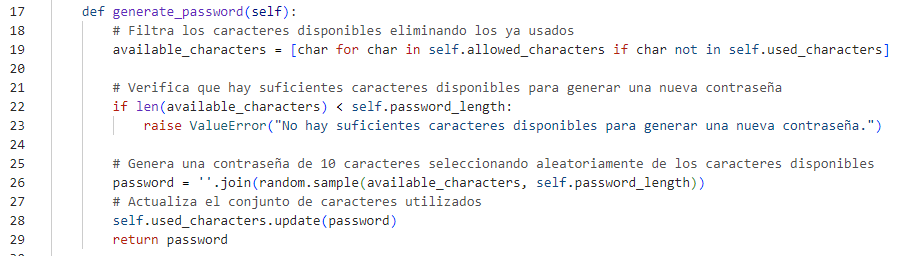 17 def generate_password(self):
18 # Filtra los caracteres disponibles eliminando los ya usados
19 available_characters = [char for char in self.allowed_characters if char not in self.used_characters]
20
21 # Verifica que hay suficientes caracteres disponibles para generar una nueva contraseña
22 if len(available_characters) < self.password_length:
23 raise ValueError("No hay suficientes caracteres disponibles para generar una nueva contraseña.")
24
25 # Genera una contraseña de 10 caracteres seleccionando aleatoriamente de los caracteres disponibles
26 password = ''.join(random.sample(available_characters, self.password_length))
27 # Actualiza el conjunto de caracteres utilizados
28 self.used_characters.update(password)
29 return password